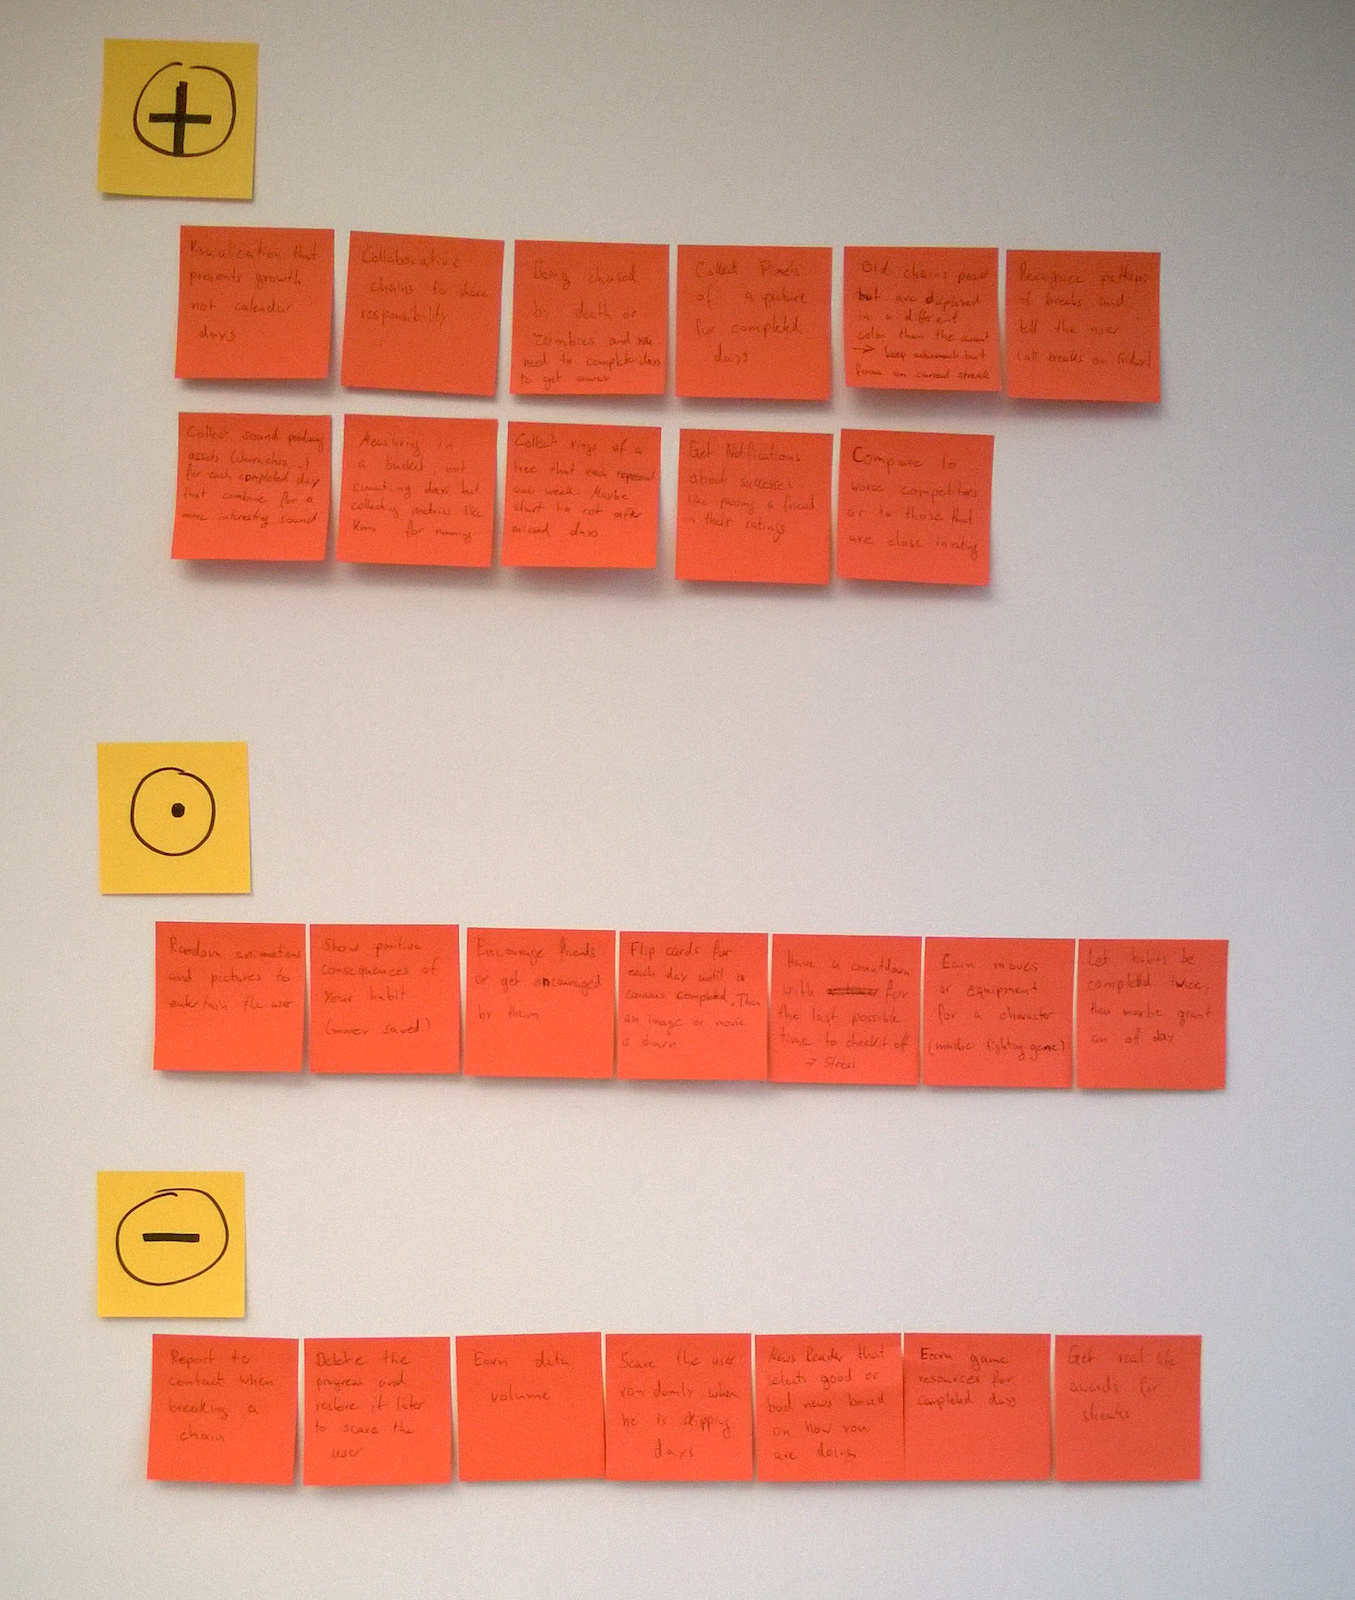 +
Visualization that
presents growth
not calendar
days
Collaborative
chains to share
responsibility
Being chased
by death or
Zombies and you
need to complete days
to get away
Collect Pixels
of a picture
for completed
days
Old chains
but are displayed
in a different
color than the current
→ keep but
focus on current streak
Recognize patterns
of breaks and
tell the user
(all breaks on friday)
Collect sound producing
assets (characters,..)
for each completed day
that combine for a
more interesting sound
Measuring in
a bucket, not
counting days but
collecting metrics like
kms for running
Collect rings of a
tree that each represent
one week. Maybe
start to rot after
missed days
Get Notifications
about successes
like passing a friend
in their ratings
Compare to
worse competitors
or to those that
are close in rating
Random animations
and pictures to
entertain the user
Show positive
consequences of
your habit
(money saved)
Encourage friends
or get encouraged
by them
Flip cards for
each day until a
canvas completed. Then
an image or movie
is shown
Have a countdown
with for
the last possible
time to check it off
→ Stress
Earn moves
or equipment
for a character
(maybe fighting game)
Let habits be
completed twice,
then maybe grant
an off day
-
Report to
contact when
breaking a
chain
Delete the
progress and
restore it later
to scare the
user
Earn data
volume
Scare the user
randomly when
he is skipping
days
News Reader that
selects good or
bad news based
on how you
are doing
Earn game
resources for
completed days
Get real life
awards for
streaks